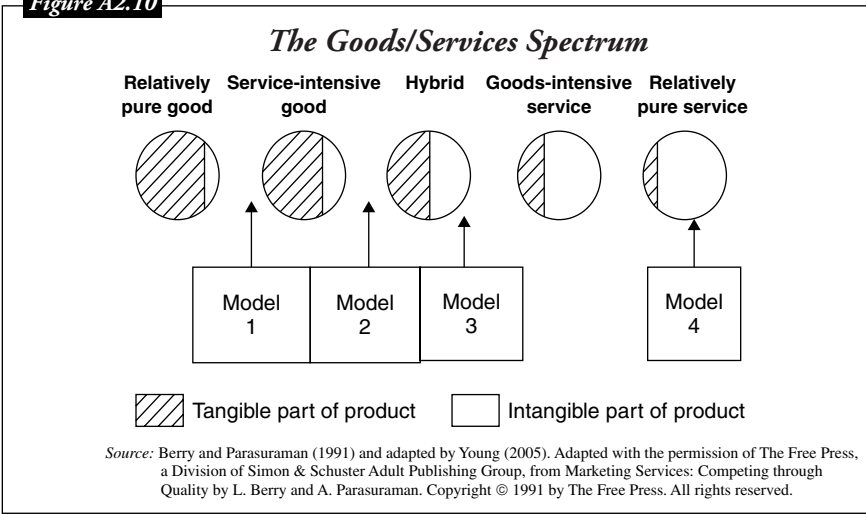 Figure A2.10
The Goods/Services Spectrum
Relatively pure good
Service-intensive good
Hybrid
Goods-intensive service
Relatively pure service
Model 1
Model 2
Model 3
Model 4
Tangible part of product
Intangible part of product
Source: Berry and Parasuraman (1991) and adapted by Young (2005). Adapted with the permission of The Free Press,
a Division of Simon & Schuster Adult Publishing Group, from Marketing Services: Competing through
Quality by L. Berry and A. Parasuraman. Copyright © 1991 by The Free Press. All rights reserved.